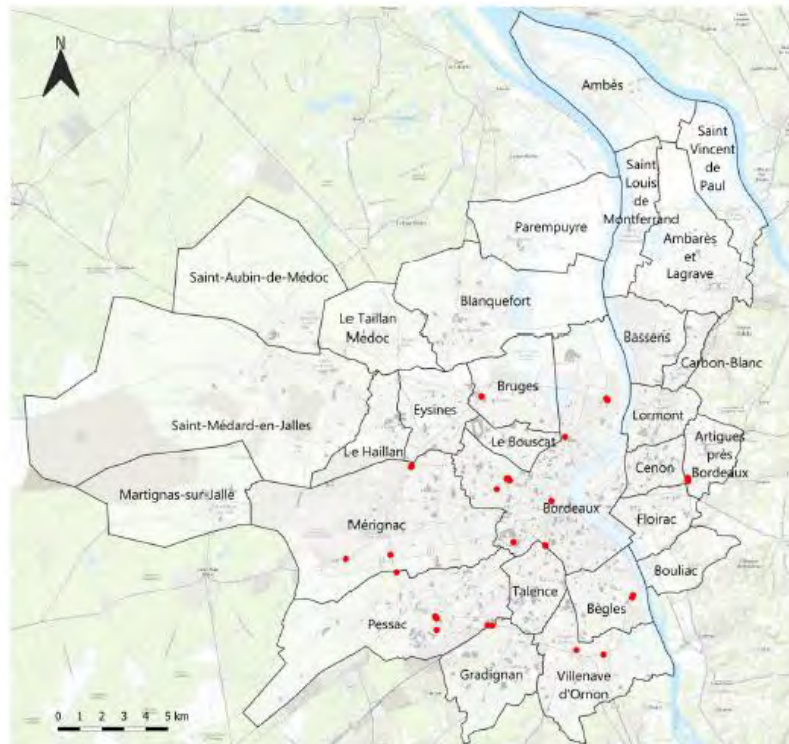 N
Ambès
Saint
Vincent
de
Paul
Saint
Louis
de
Montferrand
Parempuyre
Ambarès
et
Lagrave
Saint-Aubin-de-Médoc
Blanquefort
Le Taillan
Médoc
Bassens
Carbon-Blanc
Bruges
Eysines
Lormont
Saint-Médard-en-Jalles
Le Bouscat
Artigues
près
Bordeaux
Le Haillan
Cenon
Martignas-sur-Jalle
Bordeaux
Mérignac
Floirac
Bouliac
Talence
Bègles
Pessac
Gradignan
Villenave
d'Ornon
0 1 2 3 4 5 km